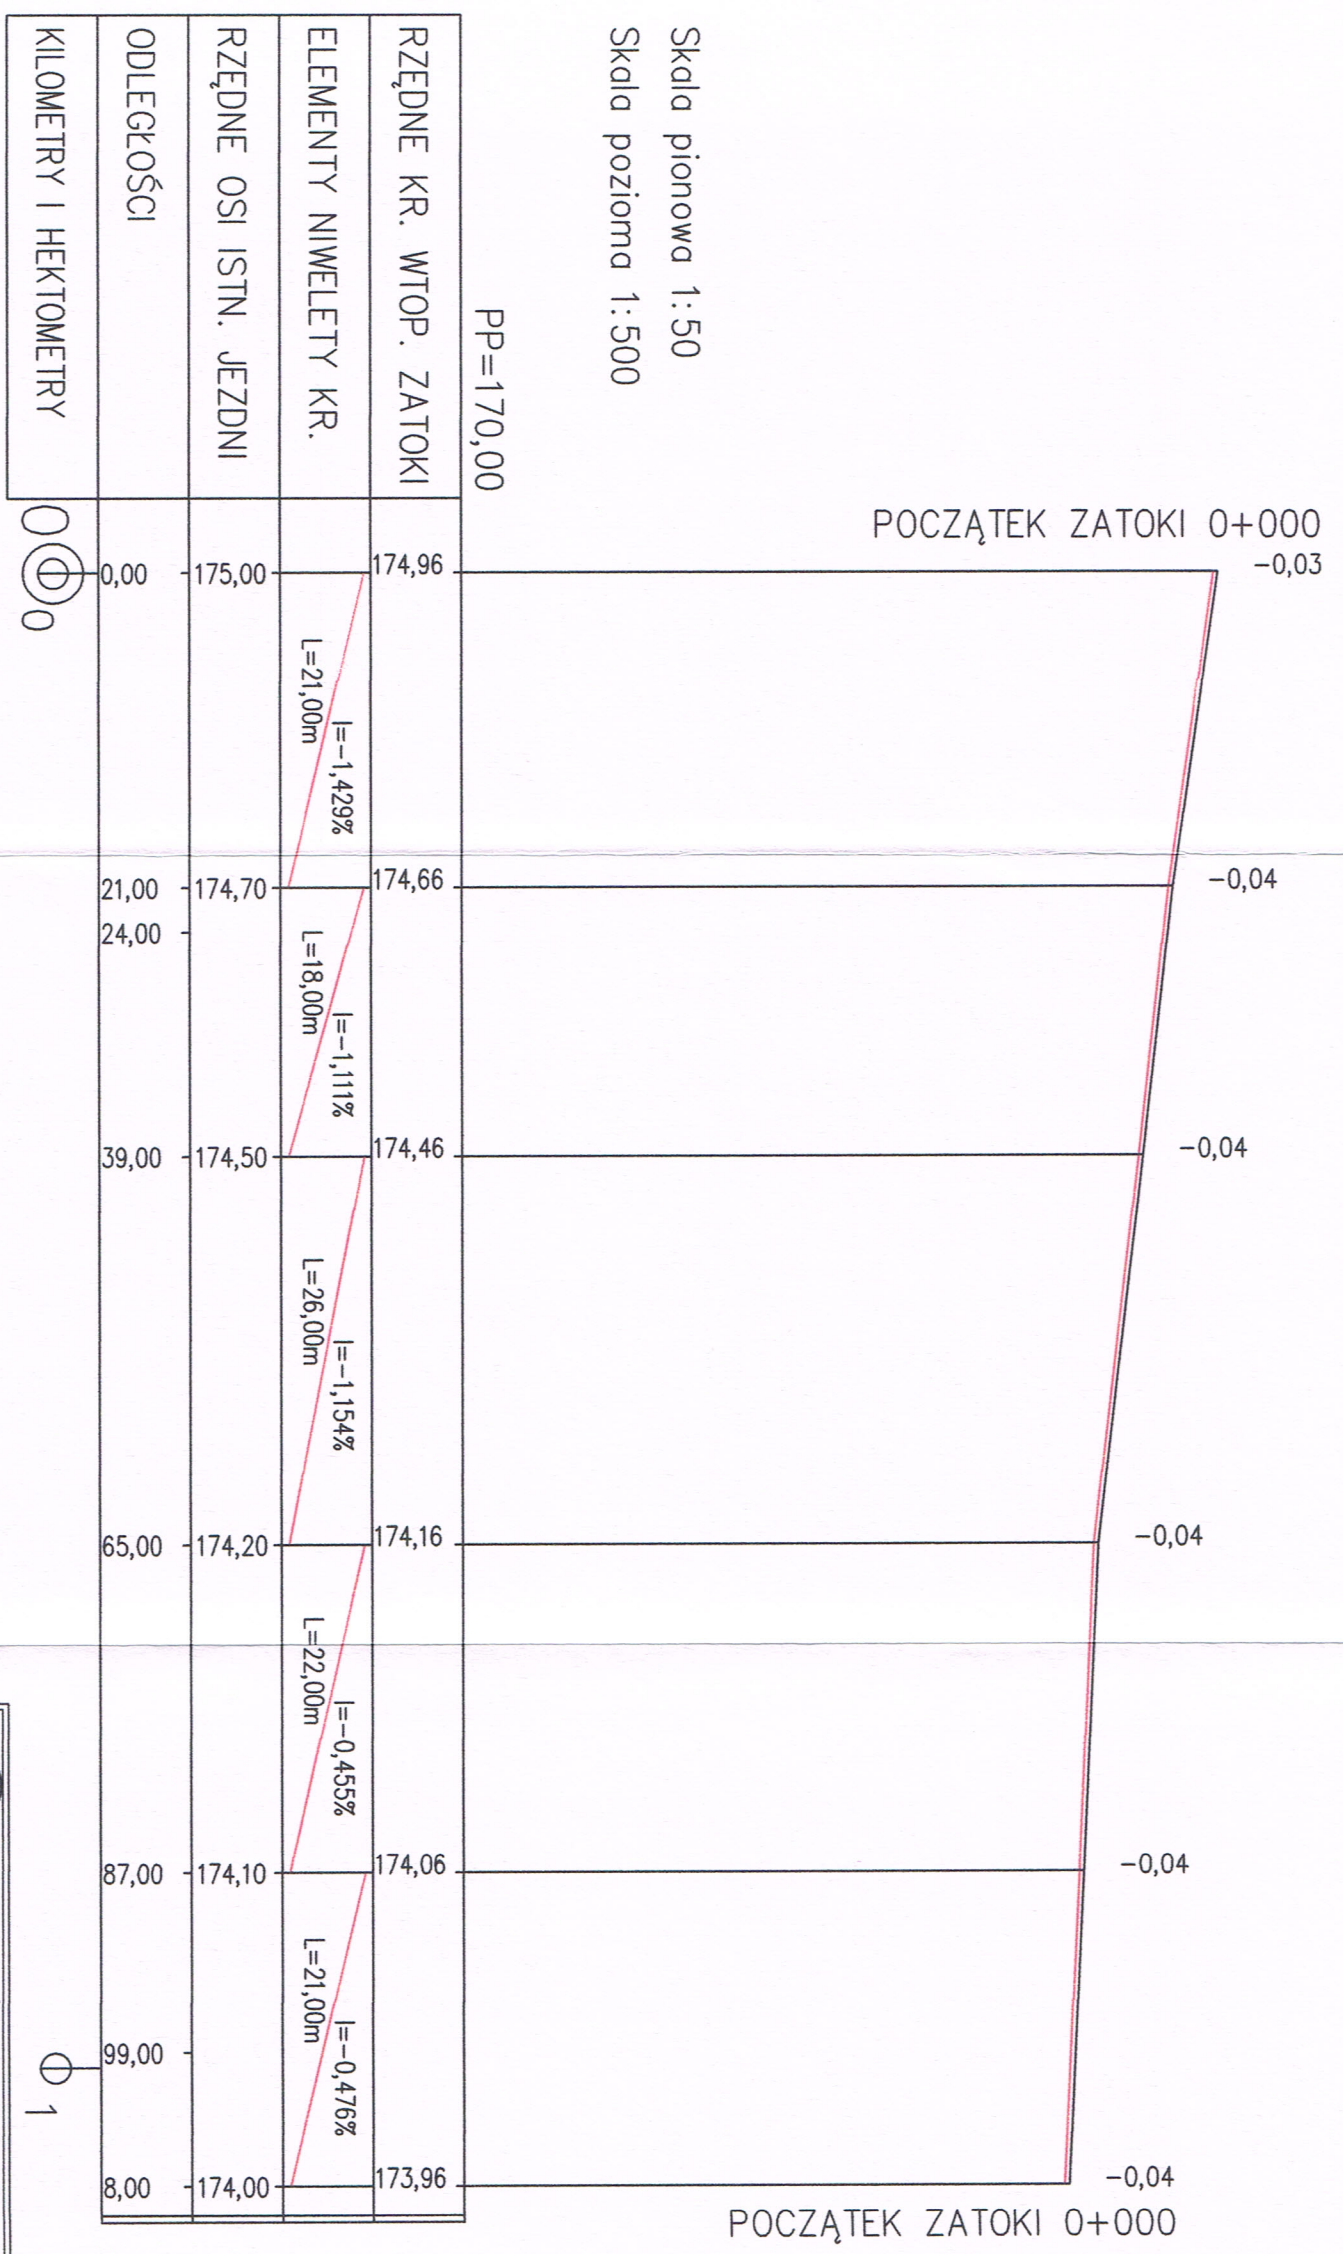 POCZĄTEK ZATOKI 0+000
-0,03
-0,04
-0,04
-0,04
-0,04
-0,04
POCZĄTEK ZATOKI 0+000
Skala pionowa 1:50
Skala pozioma 1:500
PP=170,00
RZĘDNE KR. WTOP. ZATOKI
174,96
174,66
174,46
174,16
174,06
173,96
ELEMENTY NIWELETY KR.
I=-1,429%
L=21,00m
I=-1,111%
L=18,00m
I=-1,154%
L=26,00m
I=-0,455%
L=22,00m
I=-0,476%
L=21,00m
RZĘDNE OSI ISTN. JEZDNI
175,00
174,70
174,50
174,20
174,10
174,00
ODLEGŁOŚCI
0,00
21,00
24,00
39,00
65,00
87,00
99,00
8,00
KILOMETRY I HEKTOMETRY
0
0
1